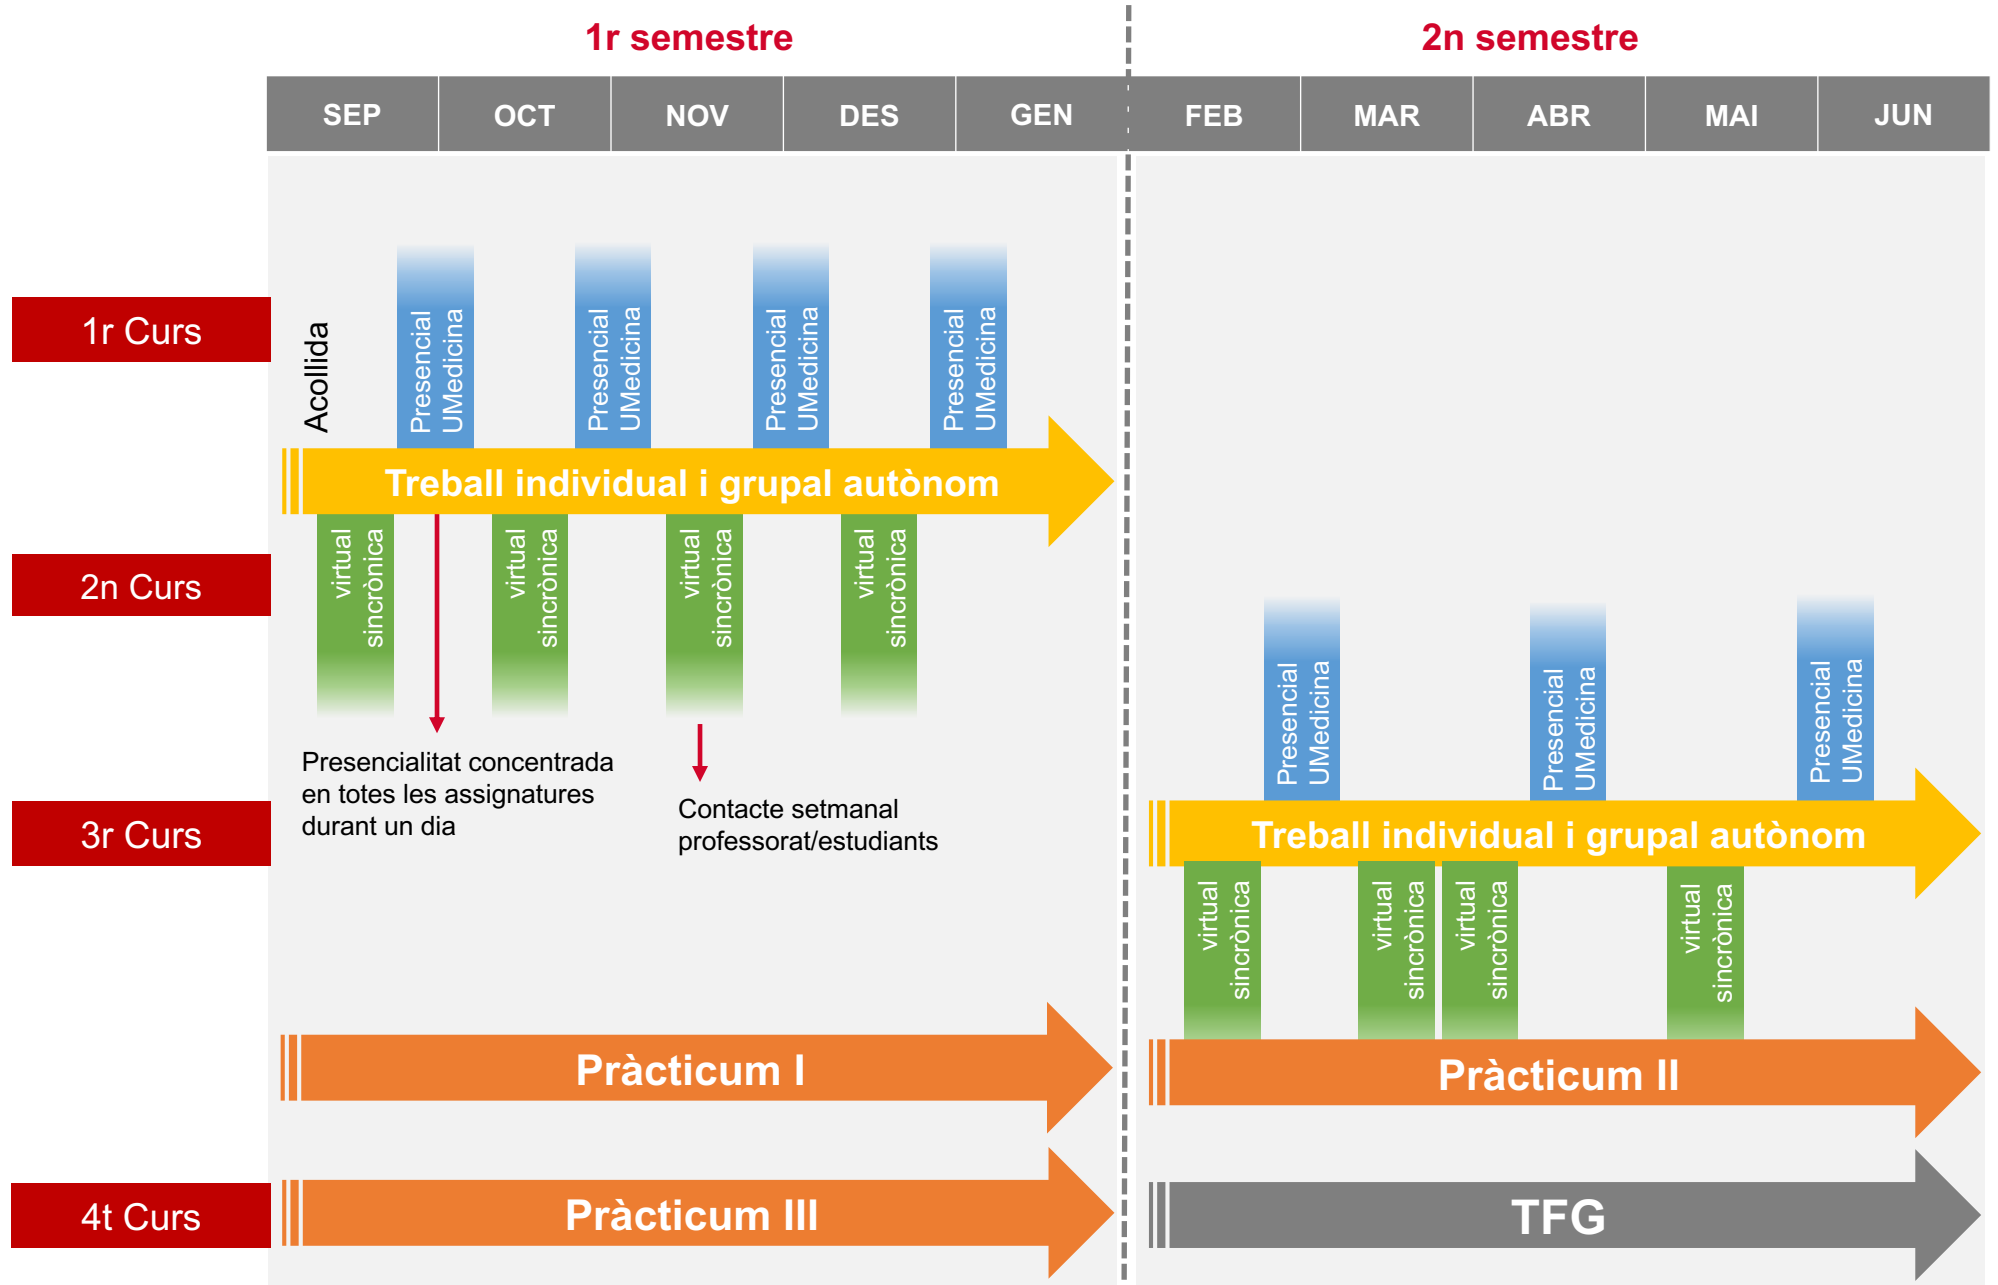 1r semestre
2n semestre
SEP
OCT
NOV
DES
GEN
FEB
MAR
ABR
MAI
JUN
1r Curs
Acollida
Presencial
UMedicina
Presencial
UMedicina
Presencial
UMedicina
Presencial
UMedicina
Treball individual i grupal autònom
2n Curs
virtual
sincrònica
virtual
sincrònica
virtual
sincrònica
virtual
sincrònica
Presencialitat concentrada
en totes les assignatures
durant un dia
Contacte setmanal
professorat/estudiants
Presencial
UMedicina
Presencial
UMedicina
Presencial
UMedicina
3r Curs
Treball individual i grupal autònom
virtual
sincrònica
virtual
sincrònica
virtual
sincrònica
virtual
sincrònica
Pràcticum I
Pràcticum II
4t Curs
Pràcticum III
TFG